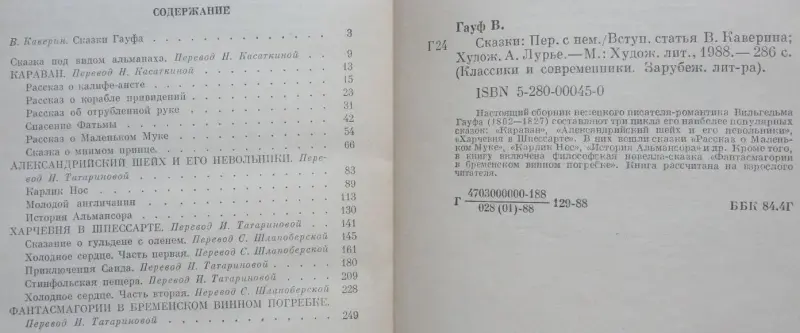 СОДЕРЖАНИЕ
В. Каверин. Сказки Гауфа . . . . . . . . . . . 3
Сказка под видом альманаха. Перевод И. Касаткиной . 9
КАРАВАН. Перевод И. Касаткиной . . . . . . . . 13
Рассказ о калифе-аисте . . . . . . . . . . . 15
Рассказ о корабле привидений . . . . . . . . . 23
Рассказ об отрубленной руке . . . . . . . . . 31
Спасение Фатьмы . . . . . . . . . . . . . 42
Рассказ о Маленьком Муке . . . . . . . . . . 54
Сказка о мнимом принце . . . . . . . . . . . 66
АЛЕКСАНДРИЙСКИЙ ШЕЙХ И ЕГО НЕВОЛЬНИКИ. Пере-
вод И. Татариновой . . . . . . . . . . . . 83
Карлик Нос . . . . . . . . . . . . . . . 89
Молодой англичанин . . . . . . . . . . . . 113
История Альмансора . . . . . . . . . . . . 130
ХАРЧЕВНЯ В ШПЕССАРТЕ. Перевод И. Татариновой . . . 141
Сказание о гульдене с оленем. Перевод С. Шлапоберской 145
Холодное сердце. Часть первая. Перевод С. Шлапоберской 161
Приключения Саида. Перевод И. Татариновой . . . . 180
Стинфольская пещера. Перевод И. Татариновой . . . 209
Холодное сердце. Часть вторая. Перевод С. Шлапоберской 228
ФАНТАСМАГОРИИ В БРЕМЕНСКОМ ВИННОМ ПОГРЕБКЕ.
Перевод И. Татариновой . . . . . . . . . . . 249
Гауф В.
Г24 Сказки: Пер. с нем./Вступ. статья В. Каверина;
Худож. А. Лурье.— М.: Худож. лит., 1988.— 286 с.
(Классики и современники. Зарубеж. лит-ра).
ISBN 5-280-00045-0
Настоящий сборник немецкого писателя-романтика Вильгельма
Гауфа (1802—1827) составляют три цикла его наиболее популярных
сказок: «Караван», «Александрийский шейх и его невольники»,
«Харчевня в Шпессарте». В них вошли сказки «Рассказ о Малень-
ком Муке», «Карлик Нос», «История Альмансора» и др. Кроме того,
в книгу включена философская новелла-сказка «Фантасмагории
в бременском винном погребке». Книга рассчитана на взрослого
читателя.
Г 4703000000-188
028 (01)-88 129-88
ББК 84.4Г